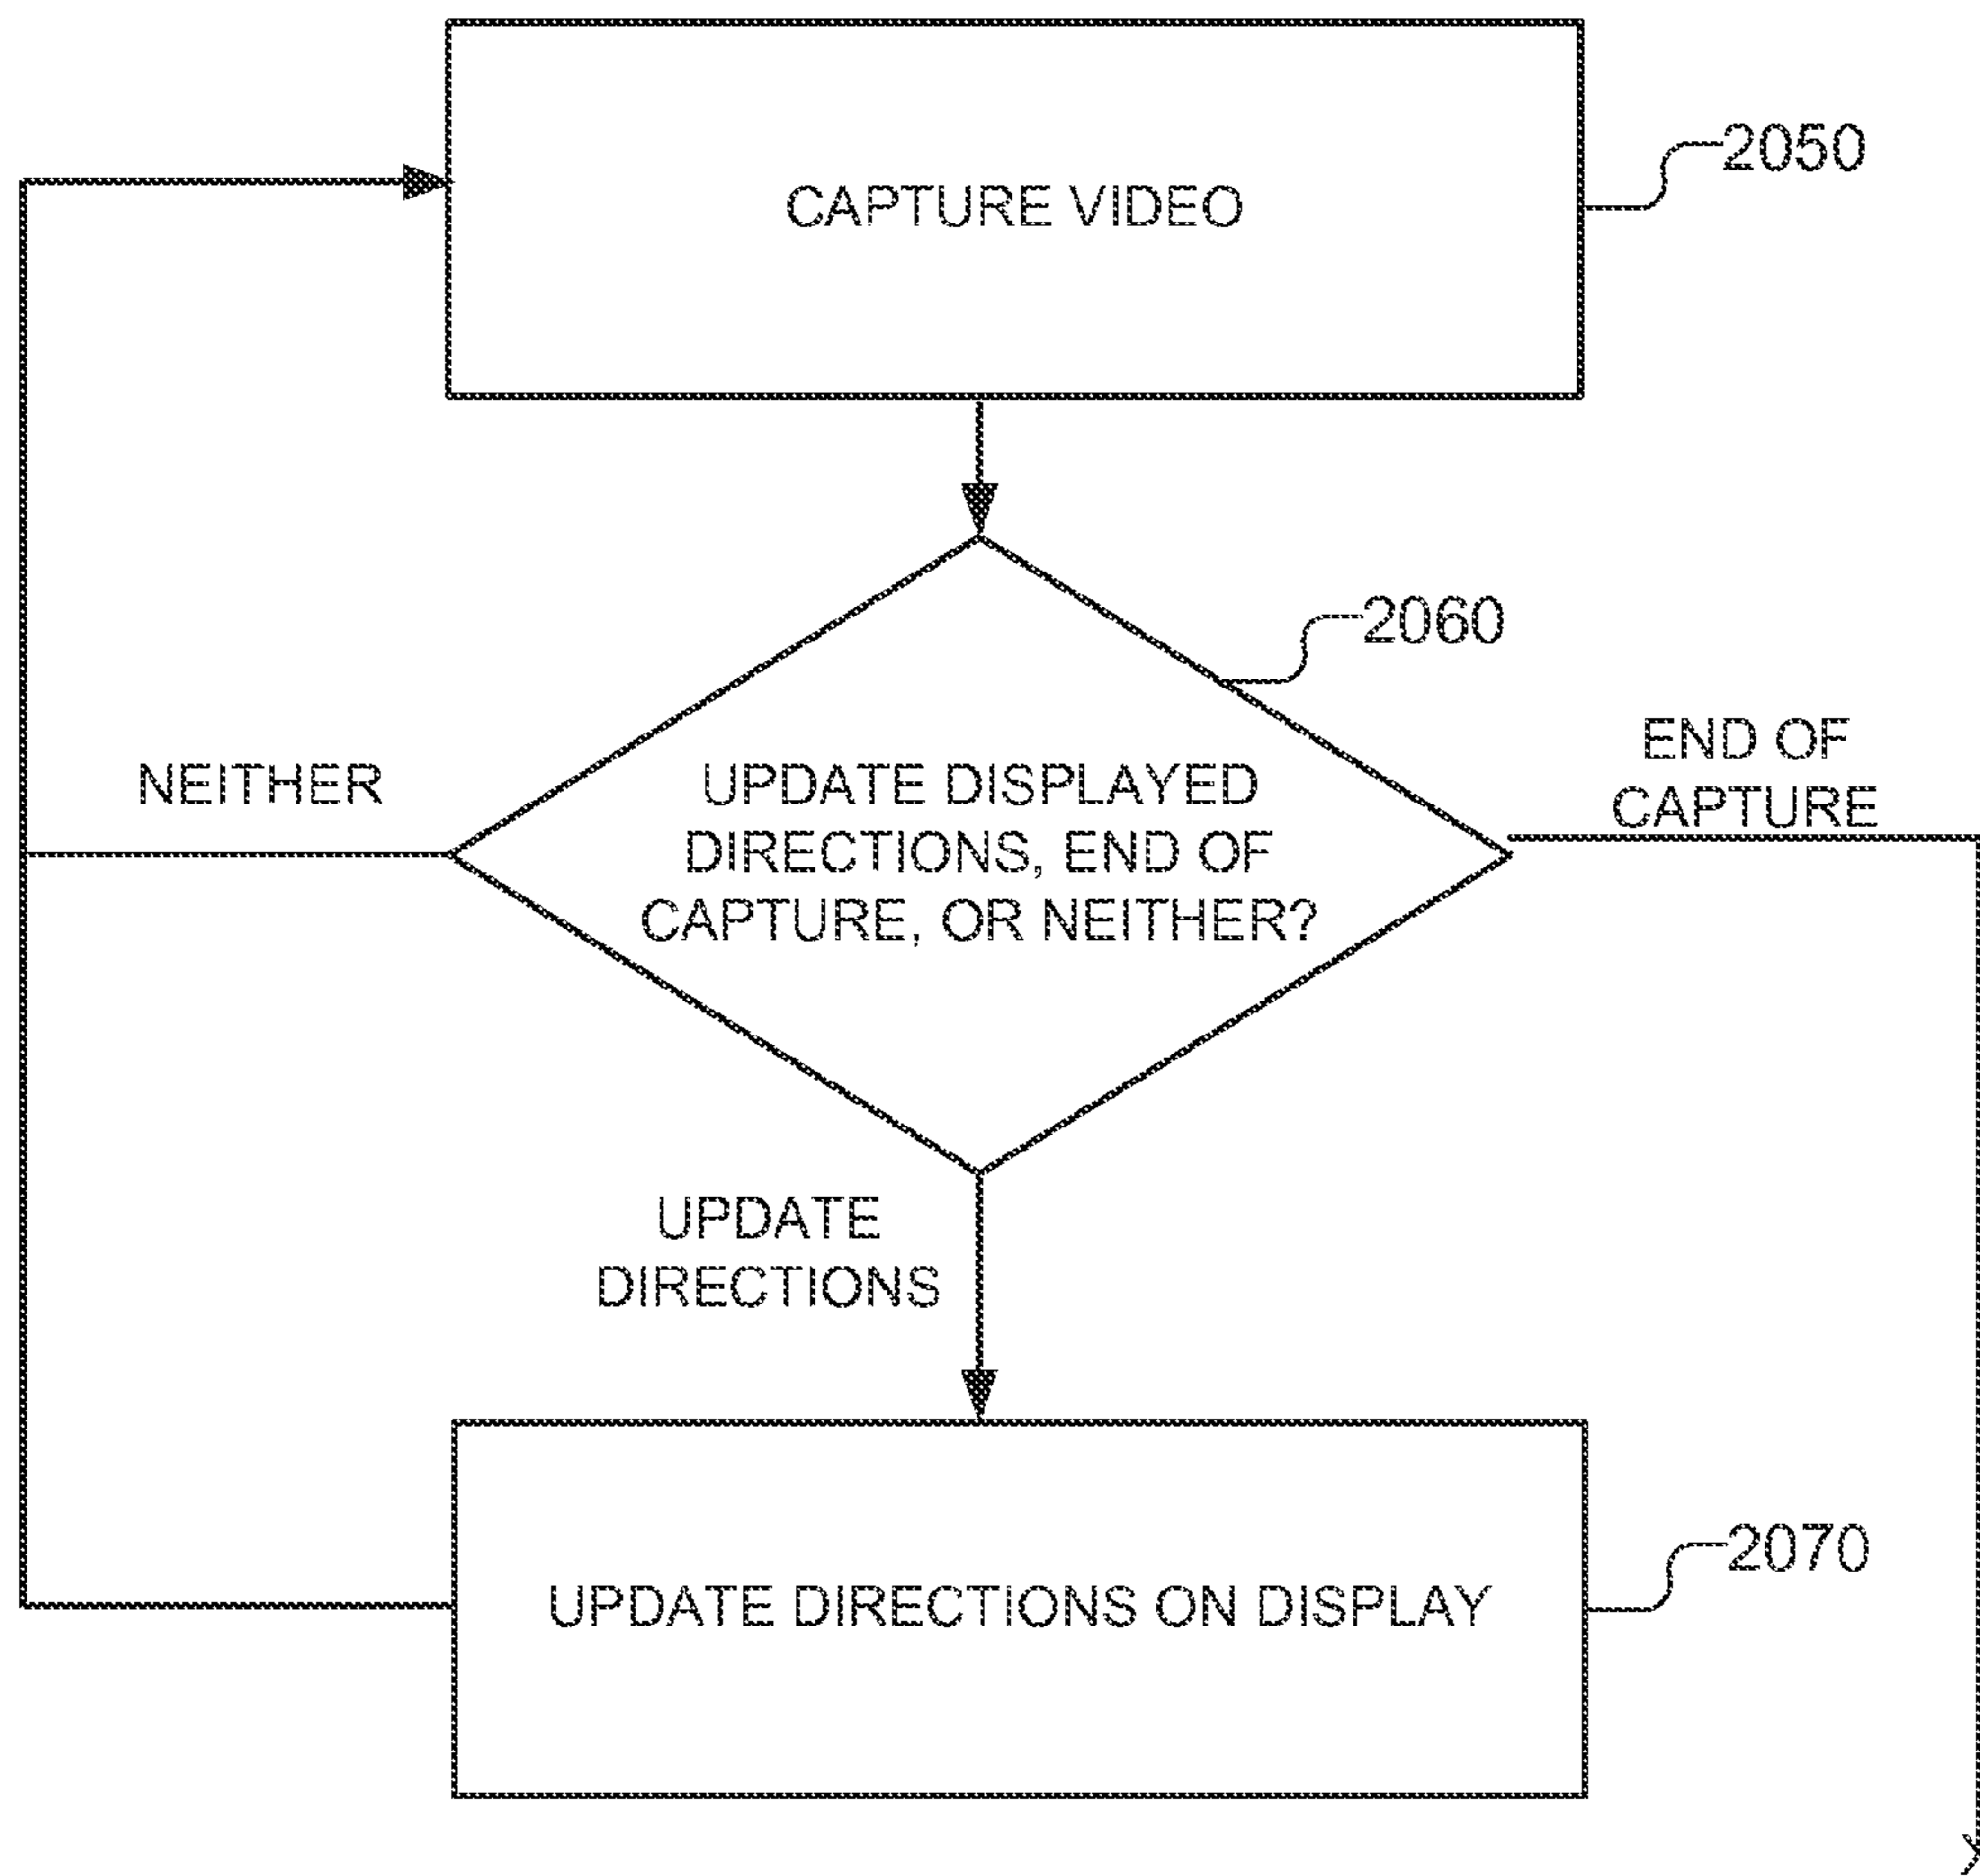 CAPTURE VIDEO
2050
2060
UPDATE DISPLAYED
DIRECTIONS, END OF
CAPTURE, OR NEITHER?
NEITHER
END OF
CAPTURE
UPDATE
DIRECTIONS
UPDATE DIRECTIONS ON DISPLAY
2070